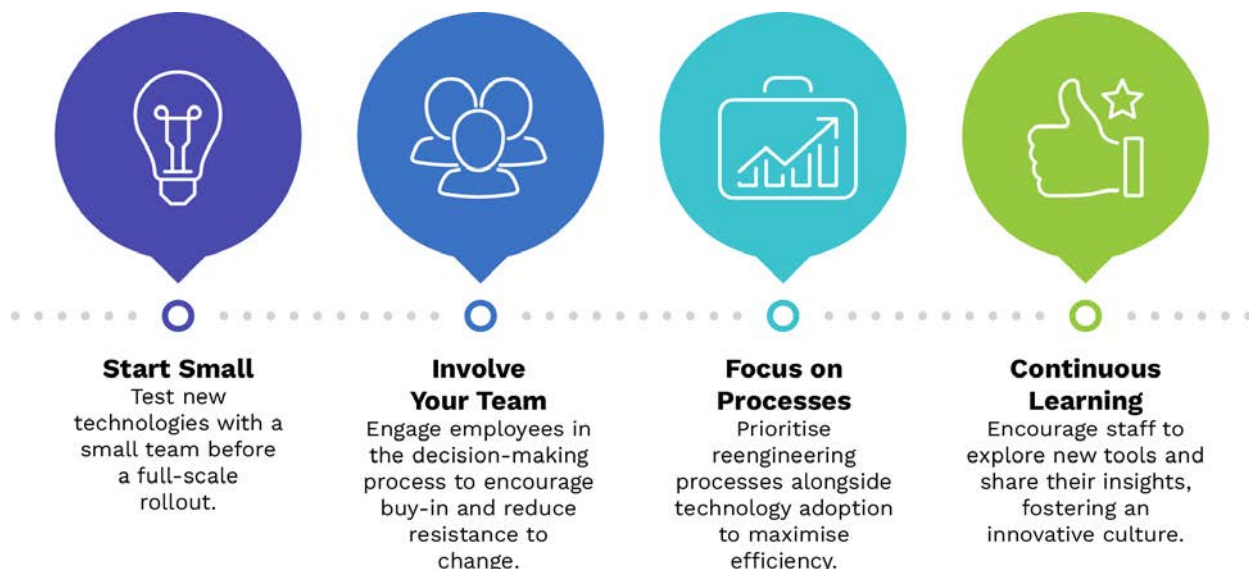 Start Small
Test new
technologies with a
small team before
a full-scale
rollout.
Involve
Your Team
Engage employees in
the decision-making
process to encourage
buy-in and reduce
resistance to
change.
Focus on
Processes
Prioritise
reengineering
processes alongside
technology adoption
to maximise
efficiency.
Continuous
Learning
Encourage staff to
explore new tools and
share their insights,
fostering an
innovative culture.